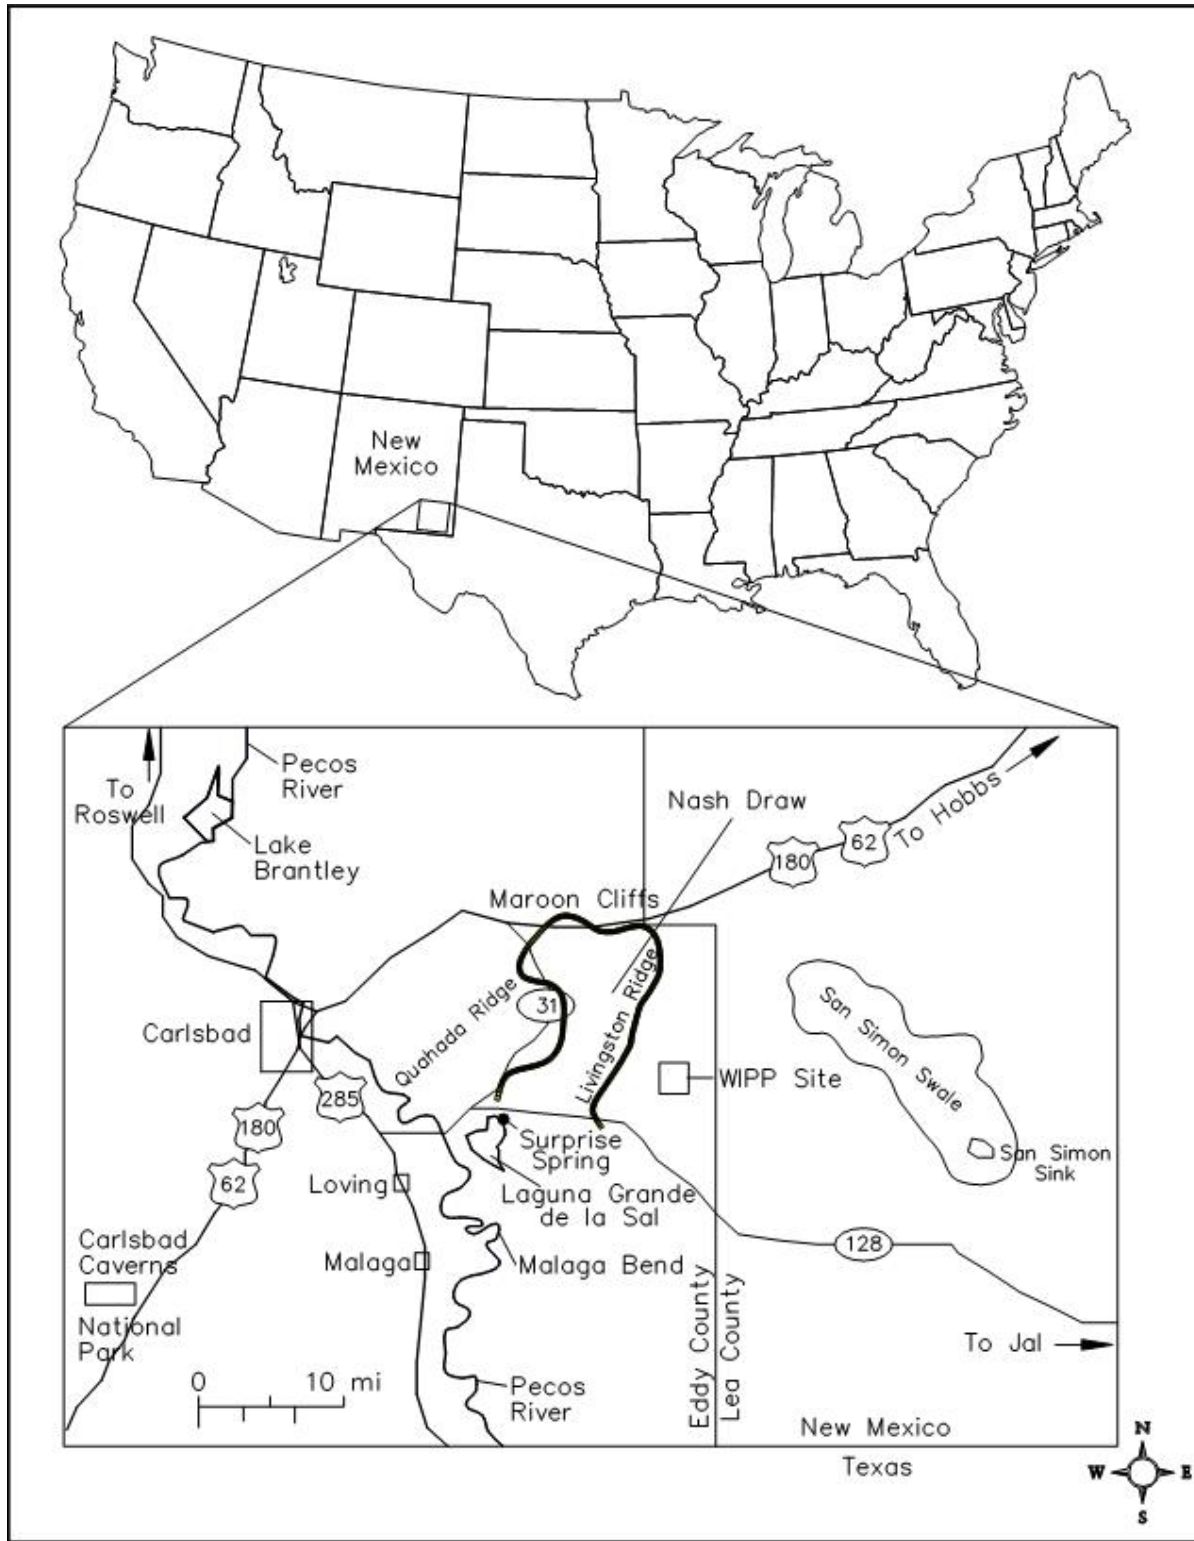 New
Mexico
Pecos
River
To
Roswell
Lake
Brantley
Nash Draw
To Hobbs
62
180
Maroon Cliffs
Quahada Ridge
31
Livingston Ridge
San Simon Swale
Carlsbad
WIPP Site
285
180
62
Surprise
Spring
San Simon
Sink
Loving
Laguna Grande
de la Sal
Carlsbad
Caverns
National
Park
Malaga
Malaga Bend
128
Eddy County
Lea County
To Jal
0
10 mi
Pecos
River
New Mexico
Texas
N
W
E
S